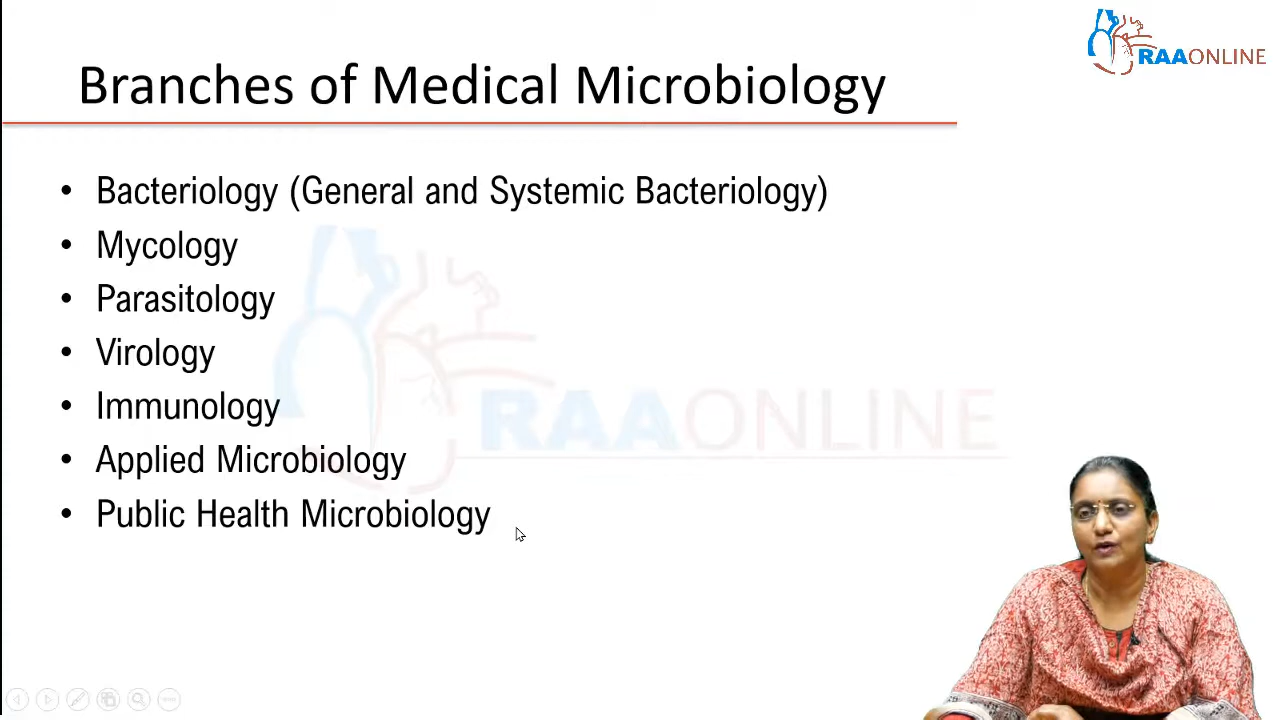 RAAONLINE
Branches of Medical Microbiology
• Bacteriology (General and Systemic Bacteriology)
• Mycology
• Parasitology
• Virology
• Immunology
• Applied Microbiology
• Public Health Microbiology
RAAONLINE